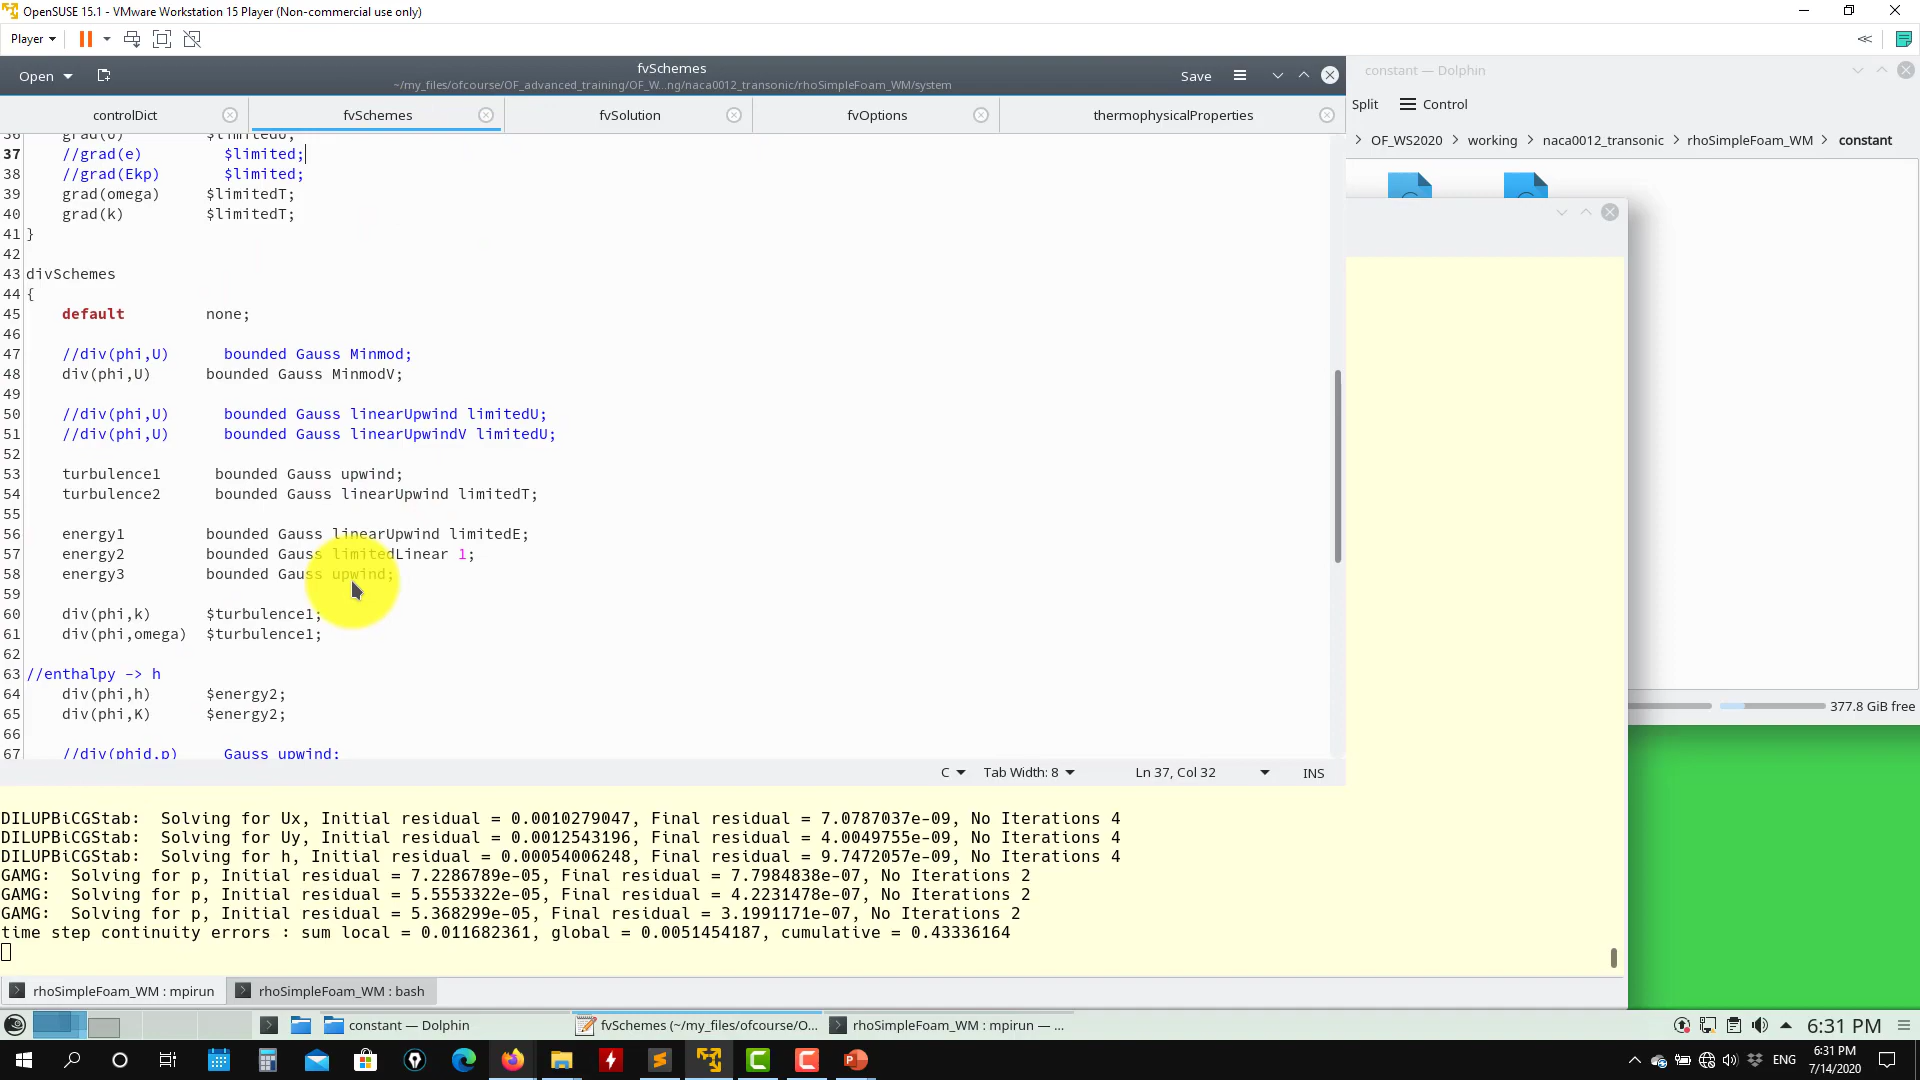 OpenSUSE 15.1 - VMware Workstation 15 Player (Non-commercial use only)
Player
Open
fvSchemes
~/my_files/ofcourse/OF_advanced_training/OF_W...ng/naca0012_transonic/rhoSimpleFoam_WM/system
Save
constant — Dolphin
Split
Control
controlDict
fvSchemes
fvSolution
fvOptions
thermophysicalProperties
OF_WS2020
working
naca0012_transonic
rhoSimpleFoam_WM
constant
37 //grad(e) $limited;
38 //grad(Ekp) $limited;
39 grad(omega) $limitedT;
40 grad(k) $limitedT;
41 }
42
43 divSchemes
44 {
45 default none;
46
47 //div(phi,U) bounded Gauss Minmod;
48 div(phi,U) bounded Gauss MinmodV;
49
50 //div(phi,U) bounded Gauss linearUpwind limitedU;
51 //div(phi,U) bounded Gauss linearUpwindV limitedU;
52
53 turbulence1 bounded Gauss upwind;
54 turbulence2 bounded Gauss linearUpwind limitedT;
55
56 energy1 bounded Gauss linearUpwind limitedE;
57 energy2 bounded Gauss limitedLinear 1;
58 energy3 bounded Gauss upwind;
59
60 div(phi,k) $turbulence1;
61 div(phi,omega) $turbulence1;
62
63 //enthalpy -> h
64 div(phi,h) $energy2;
65 div(phi,K) $energy2;
66
67 //div(phid,p) Gauss upwind;
C
Tab Width: 8
Ln 37, Col 32
INS
377.8 GiB free
DILUPBiCGStab:  Solving for Ux, Initial residual = 0.0010279047, Final residual = 7.0787037e-09, No Iterations 4
DILUPBiCGStab:  Solving for Uy, Initial residual = 0.0012543196, Final residual = 4.0049755e-09, No Iterations 4
DILUPBiCGStab:  Solving for h, Initial residual = 0.00054006248, Final residual = 9.7472057e-09, No Iterations 4
GAMG:  Solving for p, Initial residual = 7.2286789e-05, Final residual = 7.7984838e-07, No Iterations 2
GAMG:  Solving for p, Initial residual = 5.5553322e-05, Final residual = 4.2231478e-07, No Iterations 2
GAMG:  Solving for p, Initial residual = 5.368299e-05, Final residual = 3.1991171e-07, No Iterations 2
time step continuity errors : sum local = 0.011682361, global = 0.0051454187, cumulative = 0.43336164
rhoSimpleFoam_WM : mpirun
rhoSimpleFoam_WM : bash
constant — Dolphin
fvSchemes (~/my_files/ofcourse/O...
rhoSimpleFoam_WM : mpirun — ...
6:31 PM
ENG
6:31 PM
7/14/2020